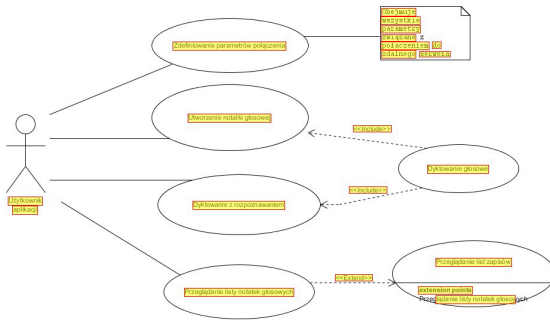 Obejmuje
wszystkie
parametry
związane z
połączeniem do
zdalnego serwera
Zdefiniowanie parametrów połączenia
Utworzenie notatki głosowej
<<Include>>
Dyktowanie głosowe
<<Include>>
Użytkownik
aplikacji
Dyktowanie z rozpoznawaniem
Przeglądanie list zapisów
<<Extend>>
extension points
Przeglądanie listy notatek głosowych
Przeglądanie listy notatek głosowych